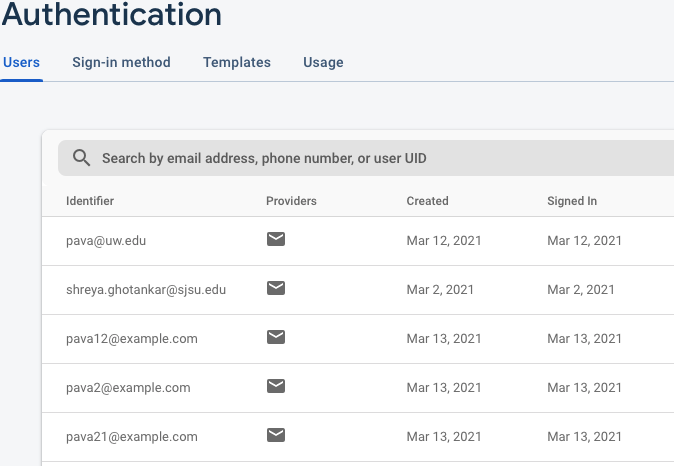 Authentication
Users Sign-in method Templates Usage
Search by email address, phone number, or user UID
Identifier Providers Created Signed In
pava@uw.edu Mar 12, 2021 Mar 12, 2021
shreya.ghotankar@sjsu.edu Mar 2, 2021 Mar 2, 2021
pava12@example.com Mar 13, 2021 Mar 13, 2021
pava2@example.com Mar 13, 2021 Mar 13, 2021
pava21@example.com Mar 13, 2021 Mar 13, 2021